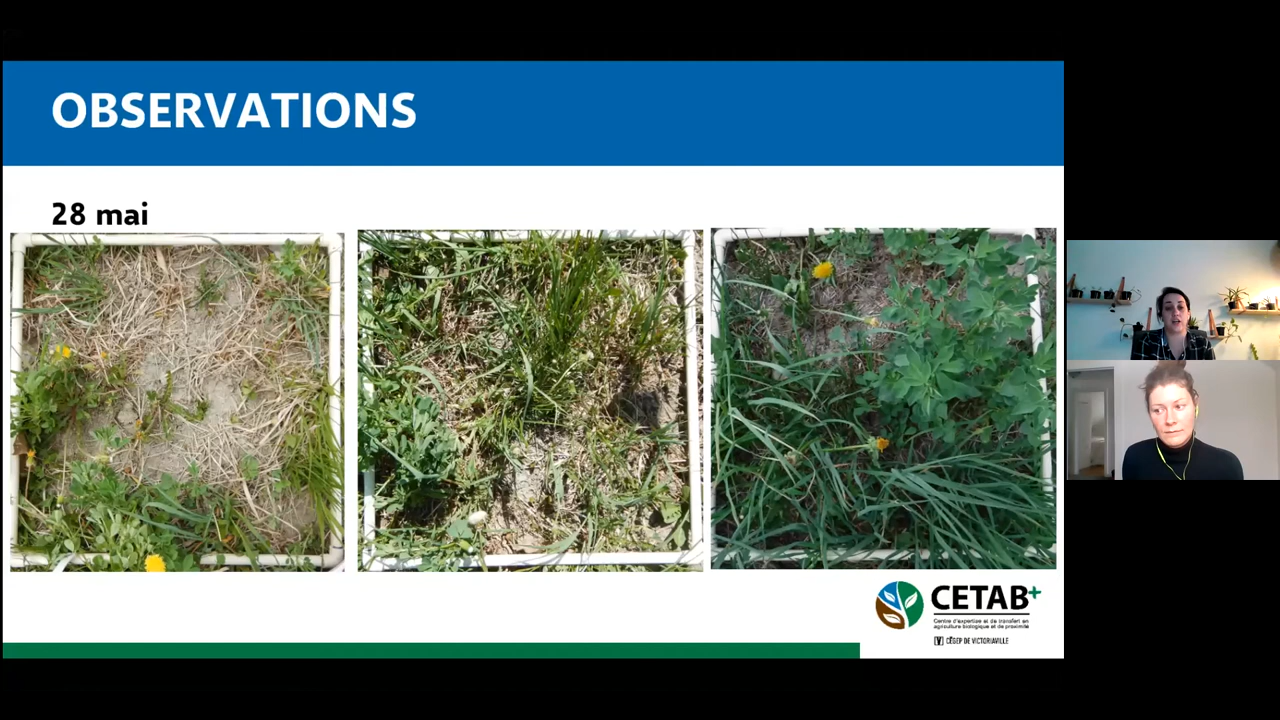 OBSERVATIONS
28 mai
CETAB+
Centre d'expertise et de transfert en
agriculture biologique et de proximité
CÉGEP DE VICTORIAVILLE